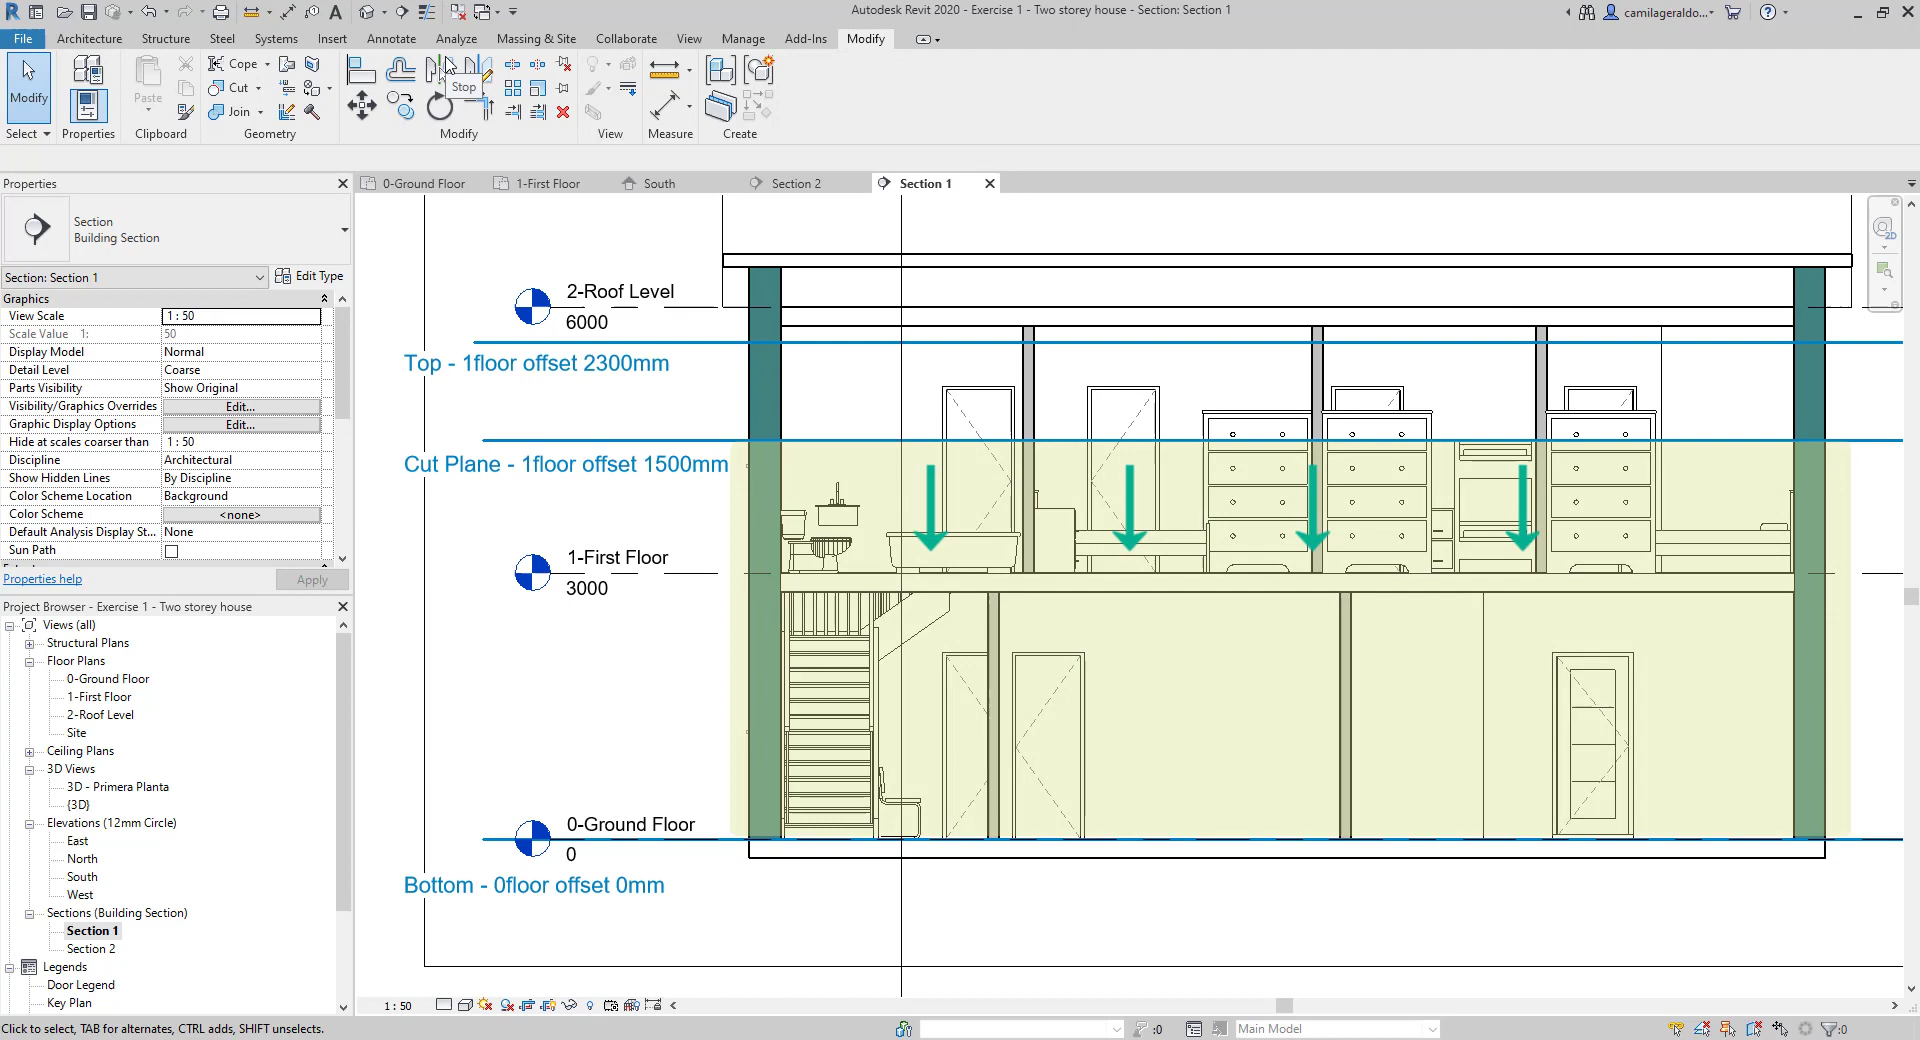 Autodesk Revit 2020 - Exercise 1 - Two storey house - Section: Section 1
camilageraldo...
File Architecture Structure Steel Systems Insert Annotate Analyze Massing & Site Collaborate View Manage Add-Ins Modify
Modify
Paste
Cope
Cut
Join
Stop
Select Properties Clipboard Geometry Modify View Measure Create
Properties
0-Ground Floor 1-First Floor South Section 2 Section 1
Section
Building Section
Section: Section 1 Edit Type
Graphics
View Scale 1 : 50
Scale Value 1: 50
Display Model Normal
Detail Level Coarse
Parts Visibility Show Original
Visibility/Graphics Overrides Edit...
Graphic Display Options Edit...
Hide at scales coarser than 1 : 50
Discipline Architectural
Show Hidden Lines By Discipline
Color Scheme Location Background
Color Scheme <none>
Default Analysis Display St... None
Sun Path
Properties help Apply
Project Browser - Exercise 1 - Two storey house
Views (all)
Structural Plans
Floor Plans
0-Ground Floor
1-First Floor
2-Roof Level
Site
Ceiling Plans
3D Views
3D - Primera Planta
{3D}
Elevations (12mm Circle)
East
North
South
West
Sections (Building Section)
Section 1
Section 2
Legends
Door Legend
Key Plan
2-Roof Level
6000
Top - 1floor offset 2300mm
Cut Plane - 1floor offset 1500mm
1-First Floor
3000
0-Ground Floor
0
Bottom - 0floor offset 0mm
2D
1 : 50
Click to select, TAB for alternates, CTRL adds, SHIFT unselects.
:0
Main Model
:0